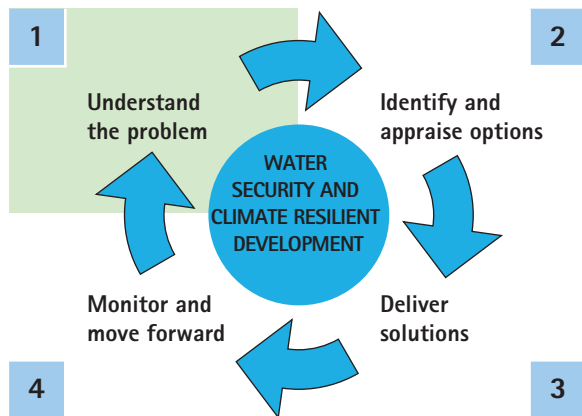 1
2
Understand
the problem
Identify and
appraise options
WATER
SECURITY AND
CLIMATE RESILIENT
DEVELOPMENT
Monitor and
move forward
Deliver
solutions
4
3